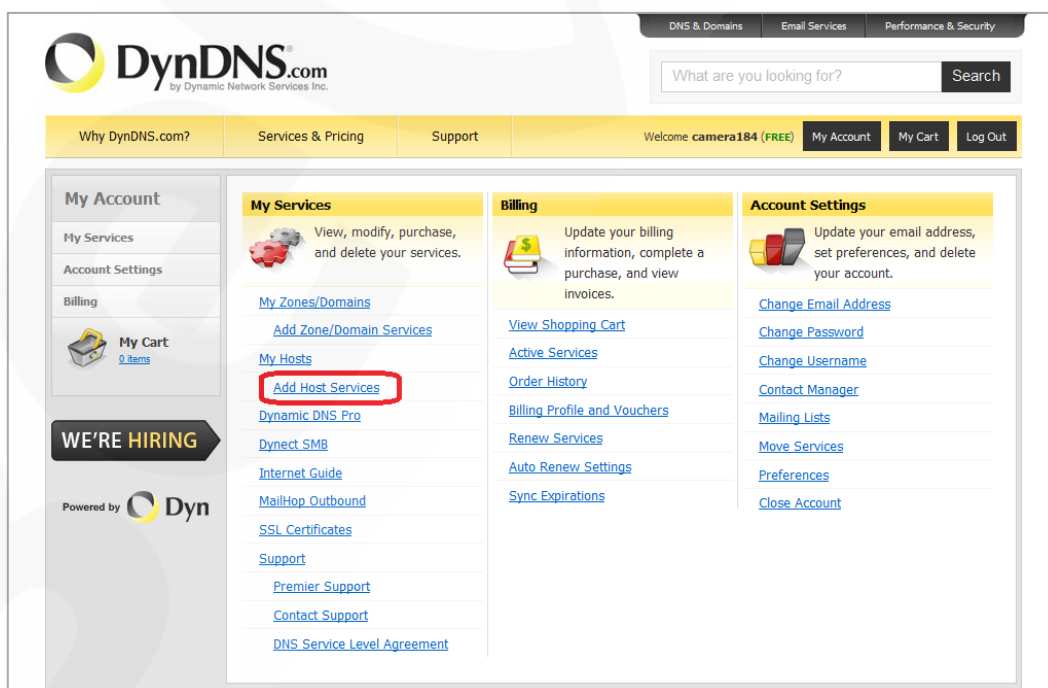 DNS & Domains Email Services Performance & Security
DynDNS.com
by Dynamic Network Services Inc.
What are you looking for? Search
Why DynDNS.com? Services & Pricing Support Welcome camera184 (FREE) My Account My Cart Log Out
My Account
My Services
Account Settings
Billing
My Cart
0 items
WE'RE HIRING
Powered by Dyn
My Services
View, modify, purchase,
and delete your services.
My Zones/Domains
Add Zone/Domain Services
My Hosts
Add Host Services
Dynamic DNS Pro
Dynect SMB
Internet Guide
MailHop Outbound
SSL Certificates
Support
Premier Support
Contact Support
DNS Service Level Agreement
Billing
Update your billing
information, complete a
purchase, and view
invoices.
View Shopping Cart
Active Services
Order History
Billing Profile and Vouchers
Renew Services
Auto Renew Settings
Sync Expirations
Account Settings
Update your email address,
set preferences, and delete
your account.
Change Email Address
Change Password
Change Username
Contact Manager
Mailing Lists
Move Services
Preferences
Close Account